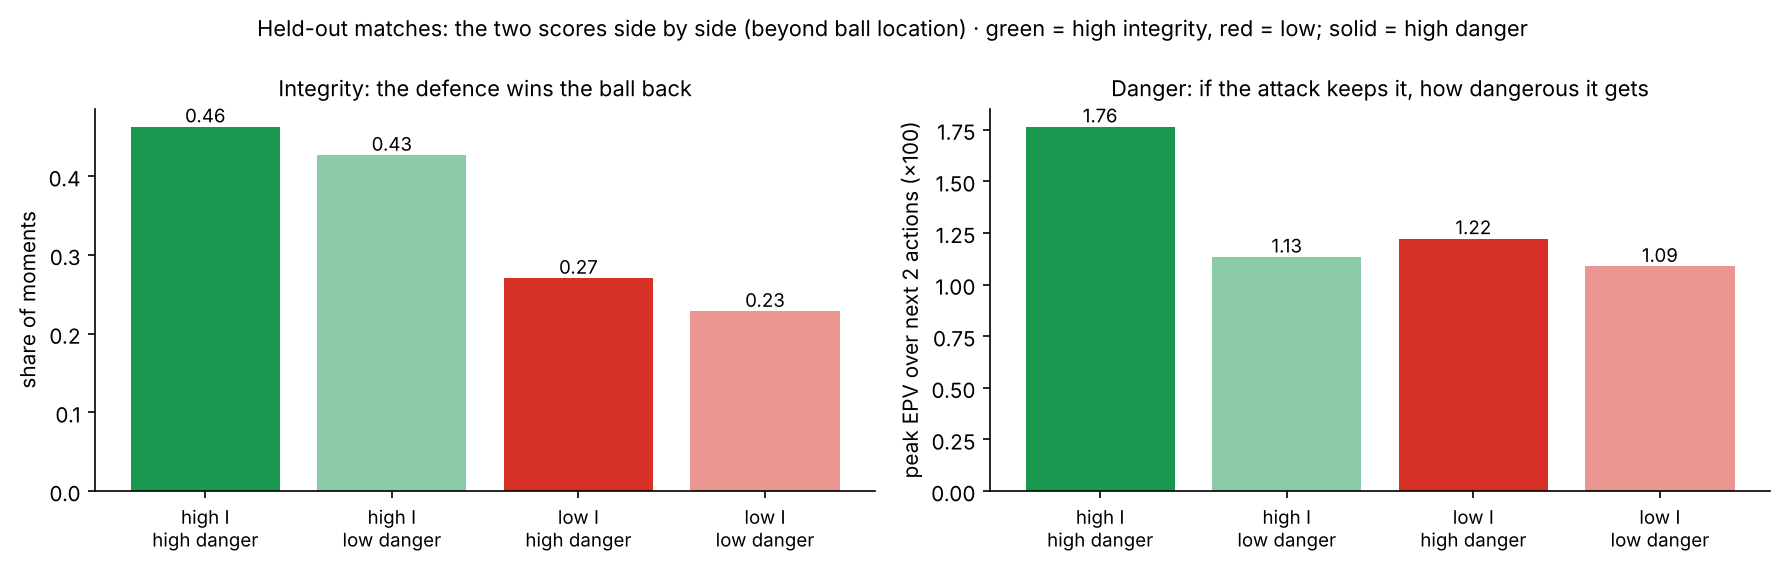 Held-out matches: the two scores side by side (beyond ball location) · green = high integrity, red = low; solid = high danger
Integrity: the defence wins the ball back
share of moments
0.4
0.3
0.2
0.1
0.0
0.46
0.43
0.27
0.23
high I
high danger
high I
low danger
low I
high danger
low I
low danger
Danger: if the attack keeps it, how dangerous it gets
peak EPV over next 2 actions (×100)
1.75
1.50
1.25
1.00
0.75
0.50
0.25
0.00
1.76
1.13
1.22
1.09
high I
high danger
high I
low danger
low I
high danger
low I
low danger